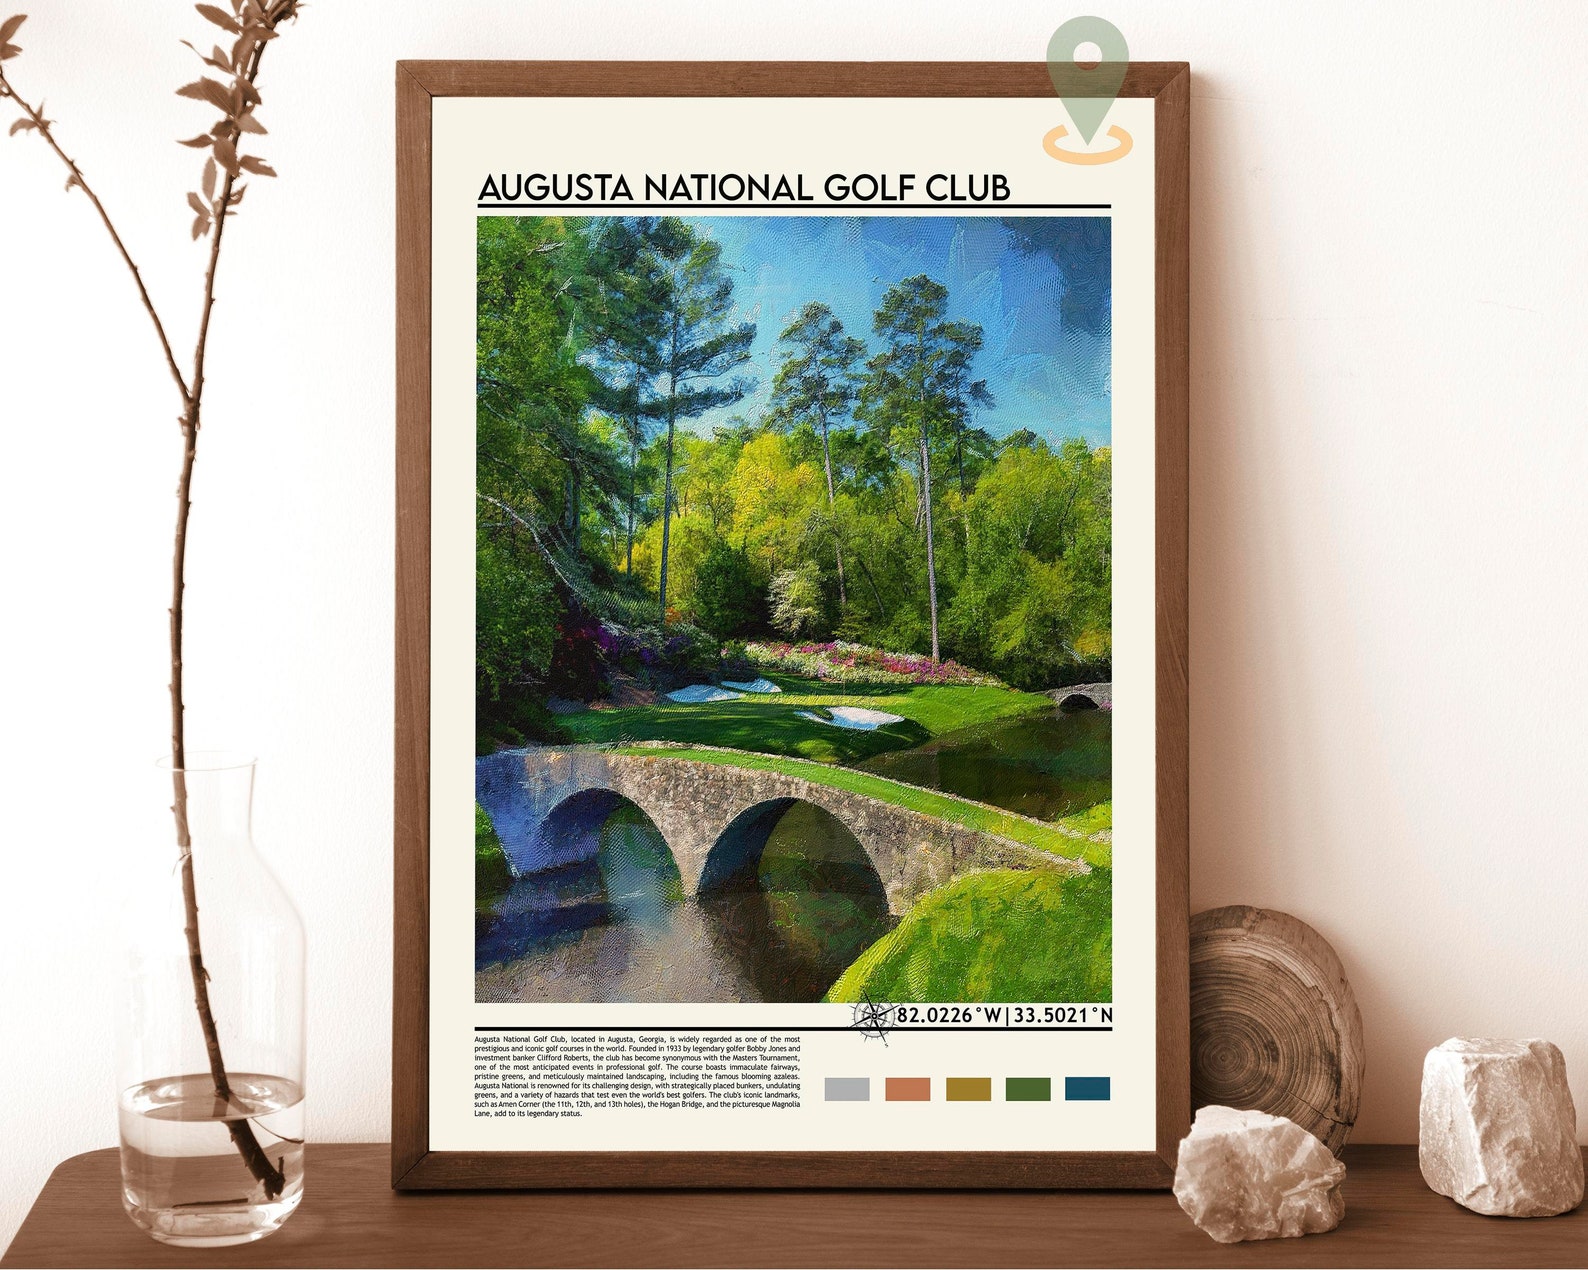 AUGUSTA NATIONAL GOLF CLUB
82.0226°W|33.5021°N
Augusta National Golf Club, located in Augusta, Georgia, is widely regarded as one of the most
prestigious and iconic golf courses in the world. Founded in 1933 by legendary golfer Bobby Jones and
investment banker Clifford Roberts, the club has become synonymous with the Masters Tournament,
one of the most anticipated events in professional golf. The course boasts immaculate fairways,
pristine greens, and meticulously maintained landscaping, including the famous blooming azaleas.
Augusta National is renowned for its challenging design, with strategically placed bunkers, undulating
greens, and a variety of hazards that test even the world's best golfers. The club's iconic landmarks,
such as Amen Corner (the 11th, 12th, and 13th holes), the Hogan Bridge, and the picturesque Magnolia
Lane, add to its legendary status.